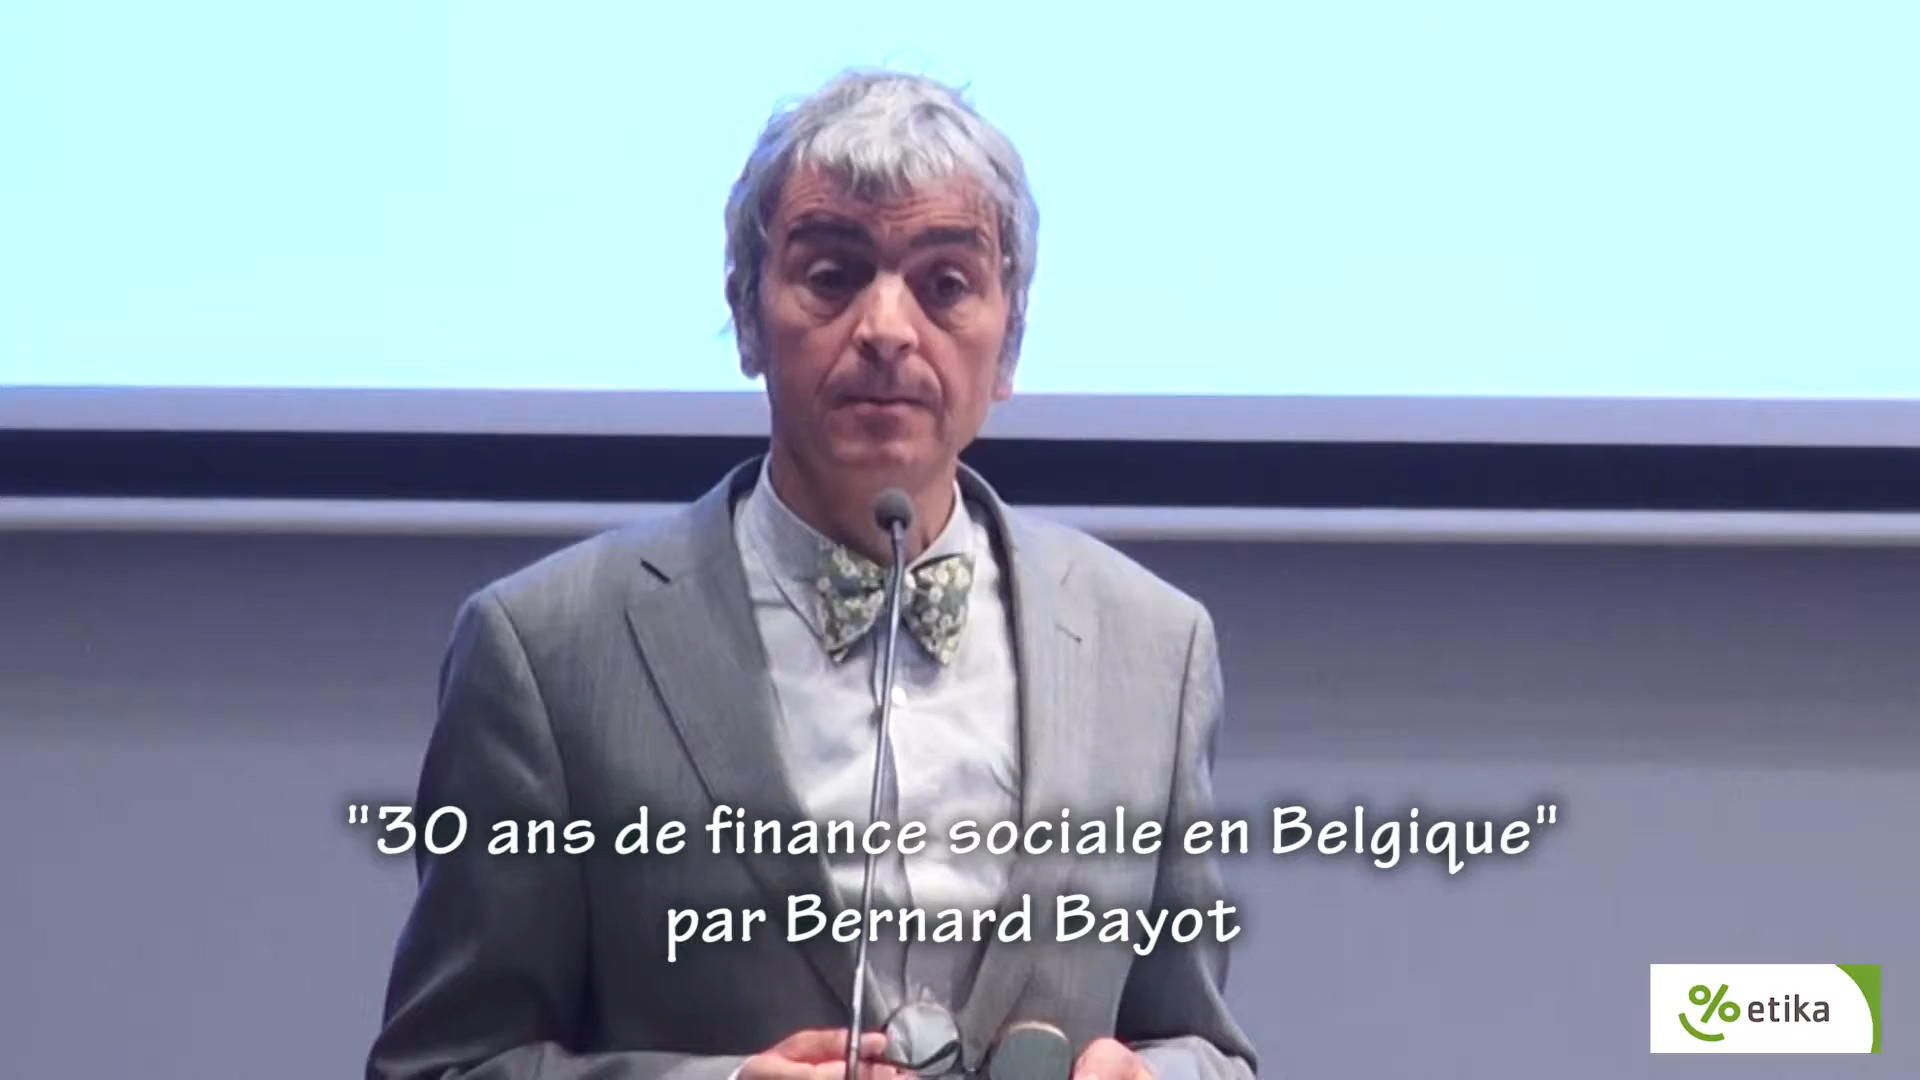 "30 ans de finance sociale en Belgique"
par Bernard Bayot
% etika